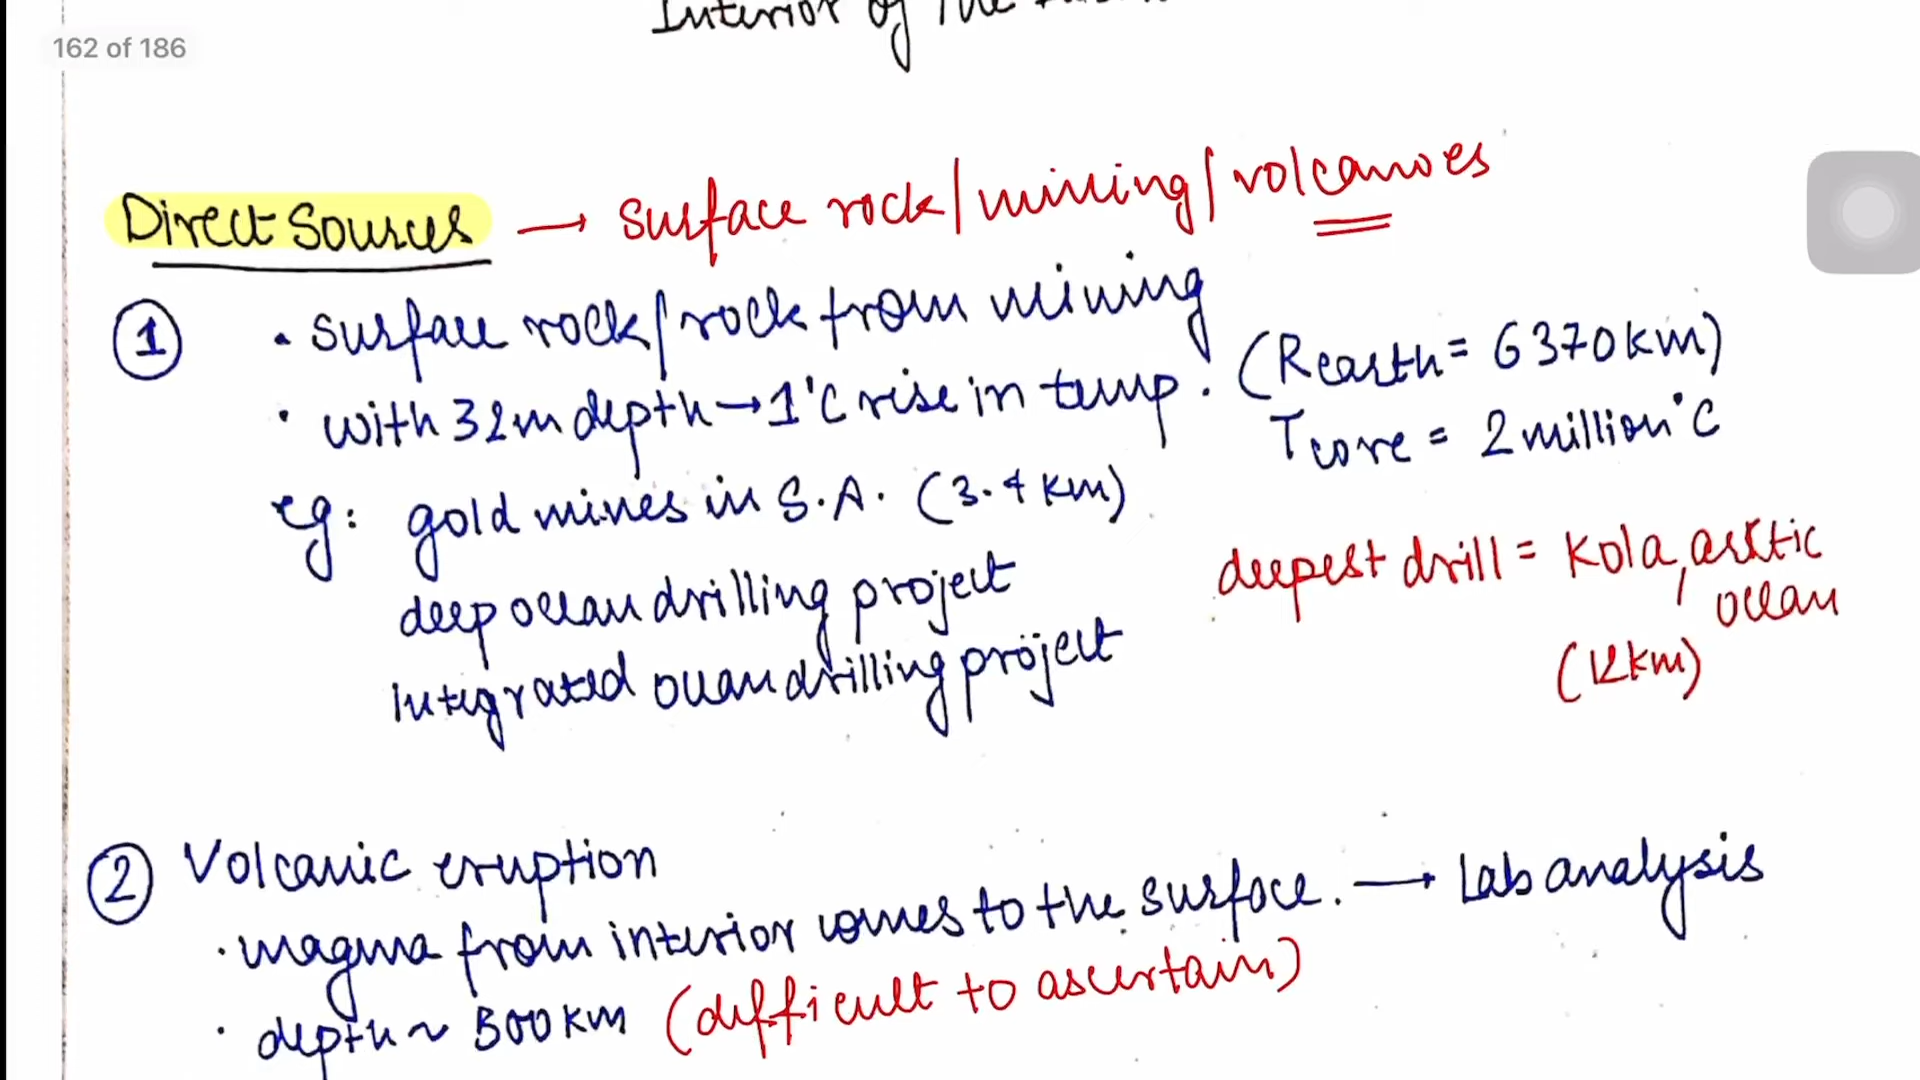 Interior of the
162 of 186
Direct Sources → surface rock/mining/volcanoes
1 • surface rock/rock from mining
• with 32m depth → 1°C rise in temp. (Rearth = 6370km)
Tcore = 2 million°C
eg: gold mines in S.A. (3.4 km)
deepest drill = Kola, arctic ocean
(12km)
deep ocean drilling project
Integrated ocean drilling project
2 Volcanic eruption
• magma from interior comes to the surface. → Lab analysis
• depth ~ 500 km (difficult to ascertain)